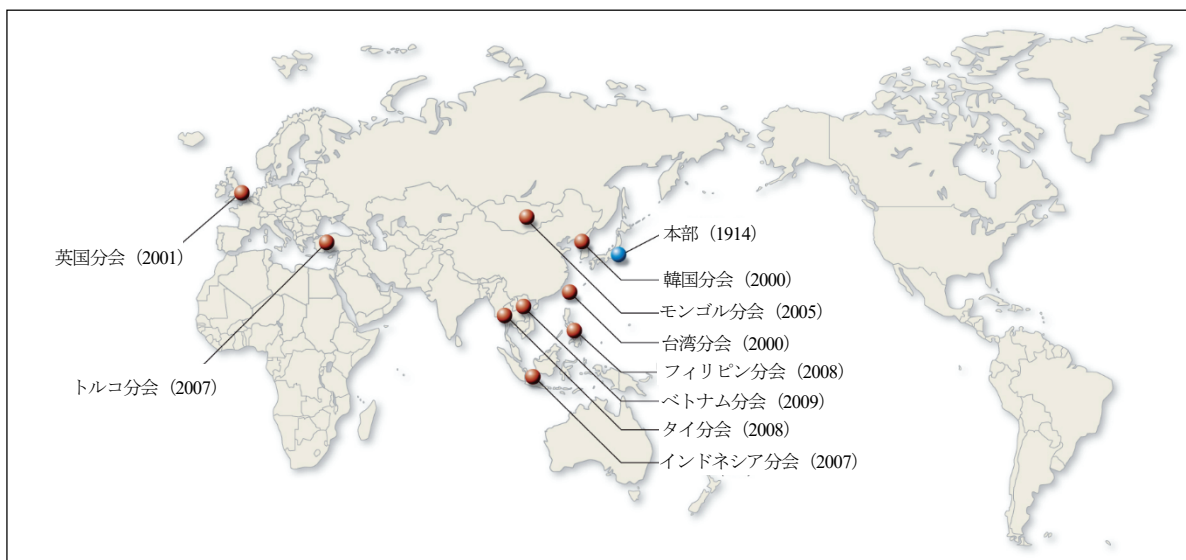 英国分会（2001）
トルコ分会（2007）
本部（1914）
韓国分会（2000）
モンゴル分会（2005）
台湾分会（2000）
フィリピン分会（2008）
ベトナム分会（2009）
タイ分会（2008）
インドネシア分会（2007）